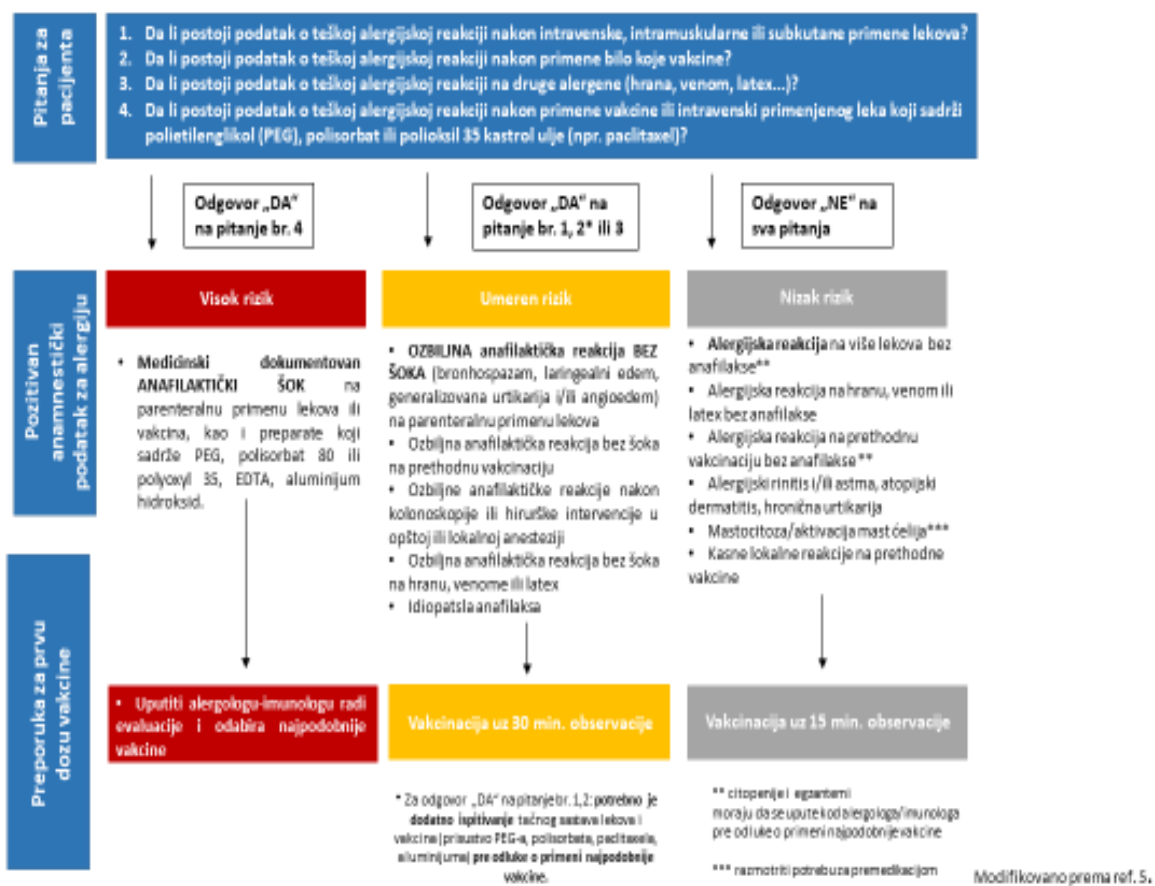 Pitanja za
pacijenta
1. Da li postoji podatak o teškoj alergijskoj reakciji nakon intravenske, intramuskularne ili subkutane primene lekova?
2. Da li postoji podatak o teškoj alergijskoj reakciji nakon primene bilo koje vakcine?
3. Da li postoji podatak o teškoj alergijskoj reakciji na druge alergene (hrana, venom, latex...)?
4. Da li postoji podatak o teškoj alergijskoj reakciji nakon primene vakcine ili intravenski primenjenog leka koji sadrži
polietilenglikol (PEG), polisorbat ili polioksil 35 kastrol ulje (npr. paclitaxel)?
Odgovor „DA“
na pitanje br. 4
Odgovor „DA“ na
pitanje br. 1, 2* ili 3
Odgovor „NE“ na
sva pitanja
Pozitivan
anamnestički
podatak za alergiju
Visok rizik
• Medicinski dokumentovan
ANAFILAKTIČKI ŠOK na
parenteralnu primenu lekova ili
vakcina, kao i preparate koji
sadrže PEG, polisorbat 80 ili
polyoxyl 35, EDTA, aluminijum
hidroksid.
Umeren rizik
• OZBILJNA anafilaktička reakcija BEZ
ŠOKA (bronhospazam, laringealni edem,
generalizovana urtikarija i/ili angioedem)
na parenteralnu primenu lekova
• Ozbiljna anafilaktička reakcija bez šoka
na prethodnu vakcinaciju
• Ozbiljne anafilaktičke reakcije nakon
kolonoskopije ili hirurške intervencije u
opštoj ili lokalnoj anesteziji
• Ozbiljna anafilaktička reakcija bez šoka
na hranu, venome ili latex
• Idiopatsla anafilaksa
Nizak rizik
• Alergijska reakcija na više lekova bez
anafilakse**
• Alergijska reakcija na hranu, venom ili
latex bez anafilakse
• Alergijska reakcija na prethodnu
vakcinaciju bez anafilakse**
• Alergijski rinitis i/ili astma, atopijski
dermatitis, hronična urtikarija
• Mastocitoza/aktivacija mast ćelija***
• Kasne lokalne reakcije na prethodne
vakcine
Preporuka za prvu
dozu vakcine
• Uputiti alergologu-imunologu radi
evaluacije i odabira najpodobnije
vakcine
Vakcinacija uz 30 min. observacije
Vakcinacija uz 15 min. observacije
* Za odgovor „DA“ na pitanje br. 1,2: potrebno je
dodatno ispitivanje tačnog sastava lekova i
vakcina (prisustvo PEG-a, polisorbata, paclitaxela,
aluminijuma) pre odluke o primeni najpodobnije
vakcine.
** citopenije i egzantemi
moraju da se upute kod alergologa/imunologa
pre odluke o primeni najpodobnije vakcine
*** razmotriti potrebu za premedikacijom
Modifikovano prema ref. 5.